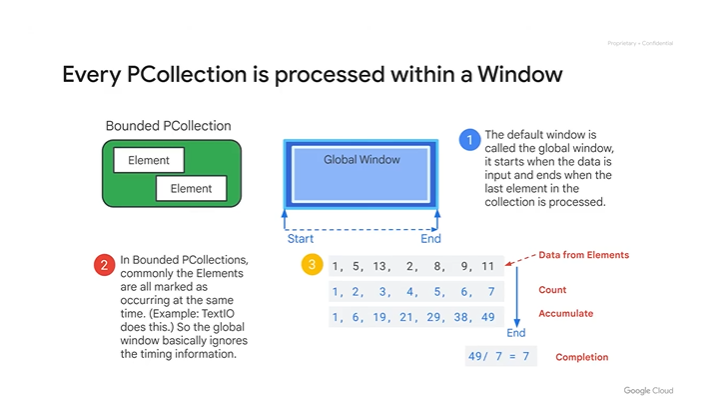 Proprietary + Confidential
Every PCollection is processed within a Window
Bounded PCollection
Element
Element
Global Window
Start
End
1
The default window is
called the global window,
it starts when the data is
input and ends when the
last element in the
collection is processed.
2
In Bounded PCollections,
commonly the Elements
are all marked as
occurring at the same
time. (Example: TextIO
does this.) So the global
window basically ignores
the timing information.
3
1, 5, 13, 2, 8, 9, 11
Data from Elements
1, 2, 3, 4, 5, 6, 7
Count
1, 6, 19, 21, 29, 38, 49
Accumulate
End
49/ 7 = 7
Completion
Google Cloud